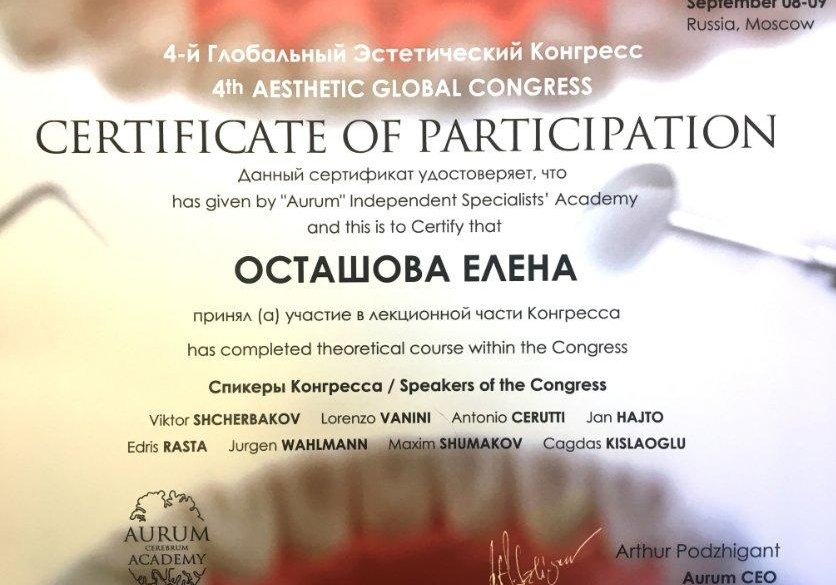 September 08-09
Russia, Moscow
4-й Глобальный Эстетический Конгресс
4th AESTHETIC GLOBAL CONGRESS
CERTIFICATE OF PARTICIPATION
Данный сертификат удостоверяет, что
has given by "Aurum" Independent Specialists' Academy
and this is to Certify that
ОСТАШОВА ЕЛЕНА
принял (а) участие в лекционной части Конгресса
has completed theoretical course within the Congress
Спикеры Конгресса / Speakers of the Congress
Viktor SHCHERBAKOV Lorenzo VANINI Antonio CERUTTI Jan HAJTO
Edris RASTA Jurgen WAHLMANN Maxim SHUMAKOV Cagdas KISLAOGLU
AURUM
CEREBRUM
ACADEMY
Arthur Podzhigant
Aurum CEO